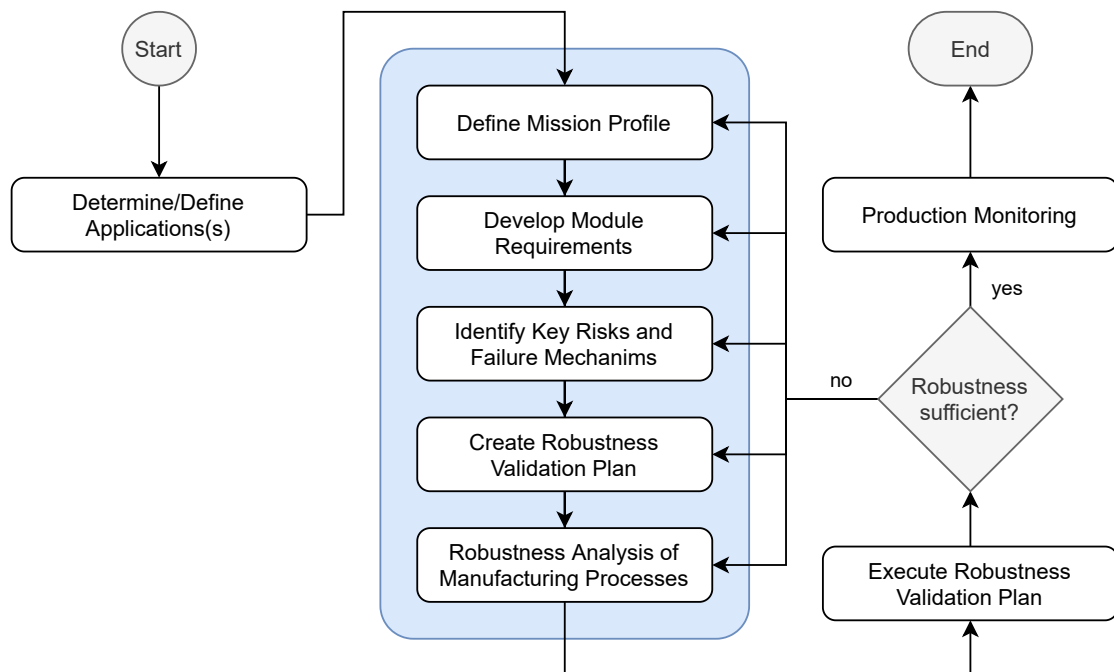 Start
Determine/Define
Applications(s)
Define Mission Profile
Develop Module
Requirements
Identify Key Risks and
Failure Mechanims
Create Robustness
Validation Plan
Robustness Analysis of
Manufacturing Processes
End
Production Monitoring
yes
no
Robustness
sufficient?
Execute Robustness
Validation Plan